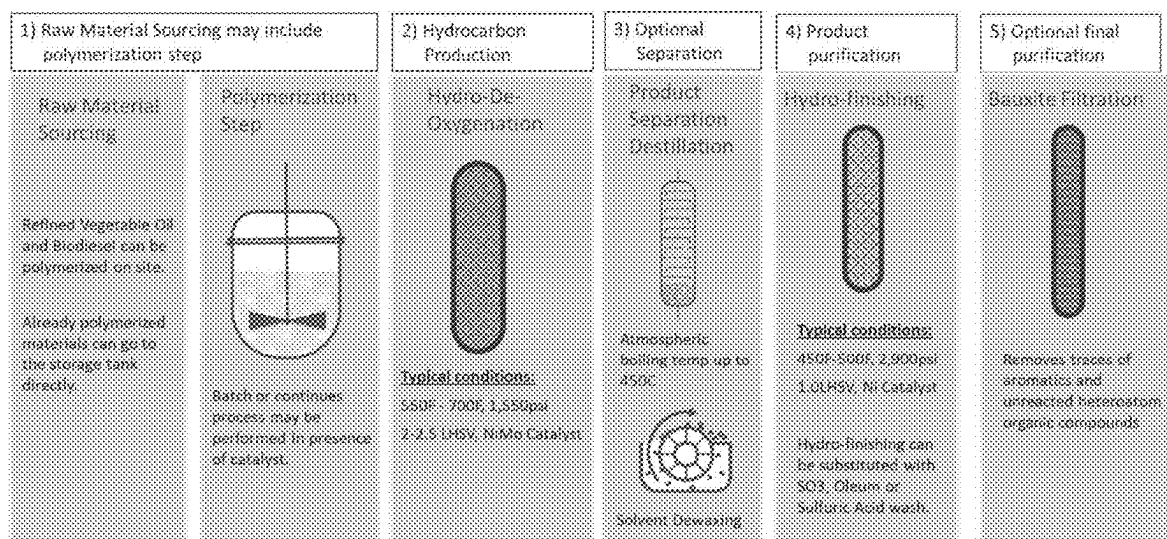 1) Raw Material Sourcing may include
polymerization step
2) Hydrocarbon
Production
3) Optional
Separation
4) Product
purification
5) Optional final
purification
Raw Material
Sourcing
Refined Vegetable Oil
and Biodiesel can be
polymerized on site.
Already polymerized
materials can go to
the storage tank
directly.
Polymerization
Step
Batch or continues
process may be
performed in presence
of catalyst.
Hydro-De-
Oxygenation
Typical conditions:
550F - 700F, 1,550psi
2-2.5 LHSV, NiMo Catalyst
Product
Separation
Destillation
Atmospheric
boiling temp up to
450C
Solvent Dewaxing
Hydro-finishing
Typical conditions:
450F-500F, 2,900psi
1.0LHSV, Ni Catalyst
Hydro-finishing can
be substituted with
SO3, Oleum or
Sulfuric Acid wash.
Bauxite Filtration
Removes traces of
aromatics and
unreacted heteroatom
organic compounds